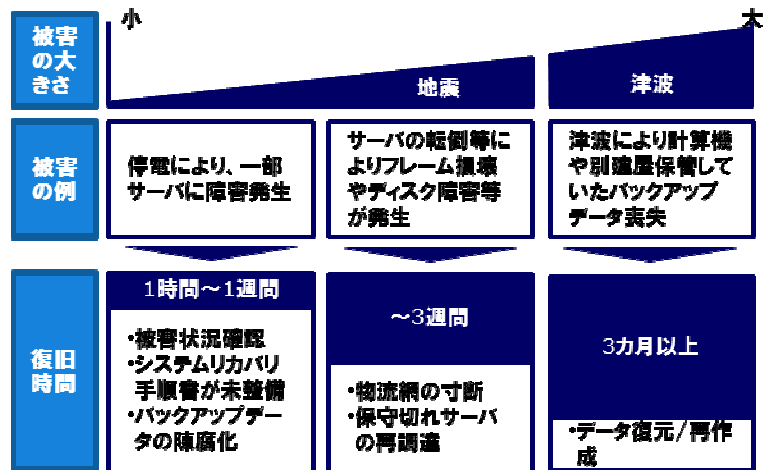 被害
の大
きさ
小
大
地震
津波
被害
の例
停電により、一部
サーバに障害発生
サーバの転倒等に
よりフレーム損壊
やディスク障害等
が発生
津波により計算機
や別建屋保管して
いたバックアップ
データ喪失
復旧
時間
1時間～1週間
・被害状況確認
・システムリカバリ
手順書が未整備
・バックアップデー
タの陳腐化
～3週間
・物流網の寸断
・保守切れサーバ
の再調達
3カ月以上
・データ復元/再作
成